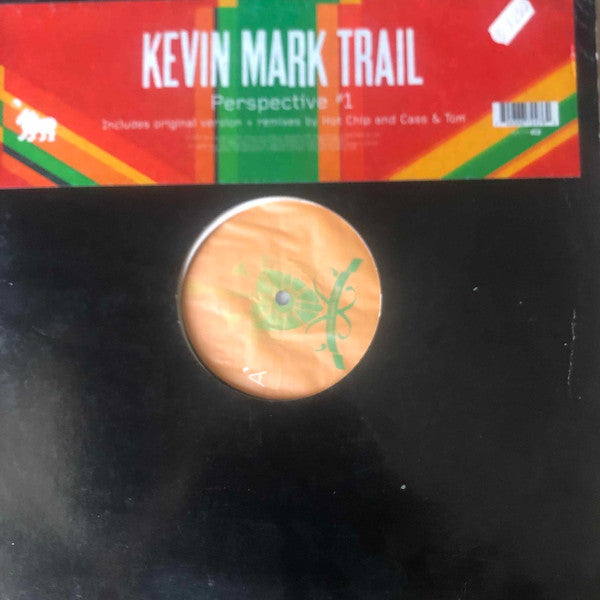 KEVIN MARK TRAIL
Perspective #1
Includes original version + remixes by Hot Chip and Cass & Tom
A